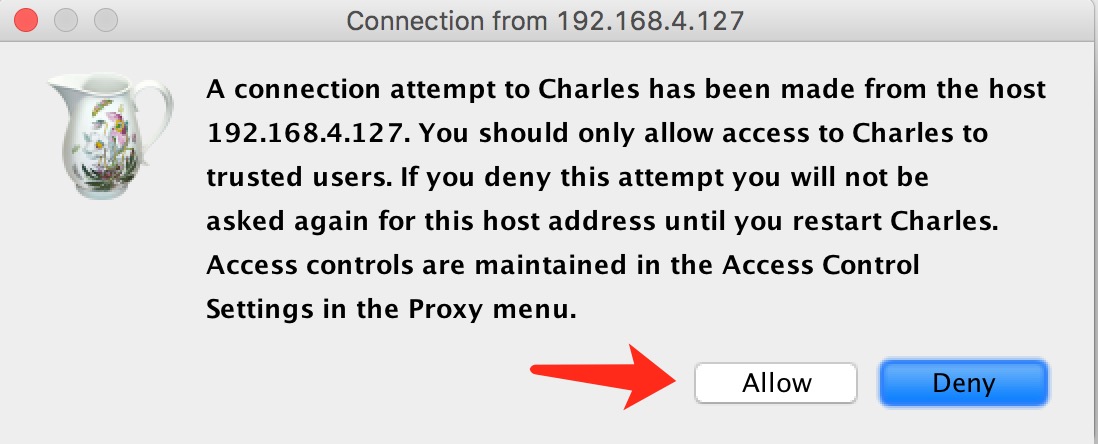 Connection from 192.168.4.127
A connection attempt to Charles has been made from the host
192.168.4.127. You should only allow access to Charles to
trusted users. If you deny this attempt you will not be
asked again for this host address until you restart Charles.
Access controls are maintained in the Access Control
Settings in the Proxy menu.
Allow Deny